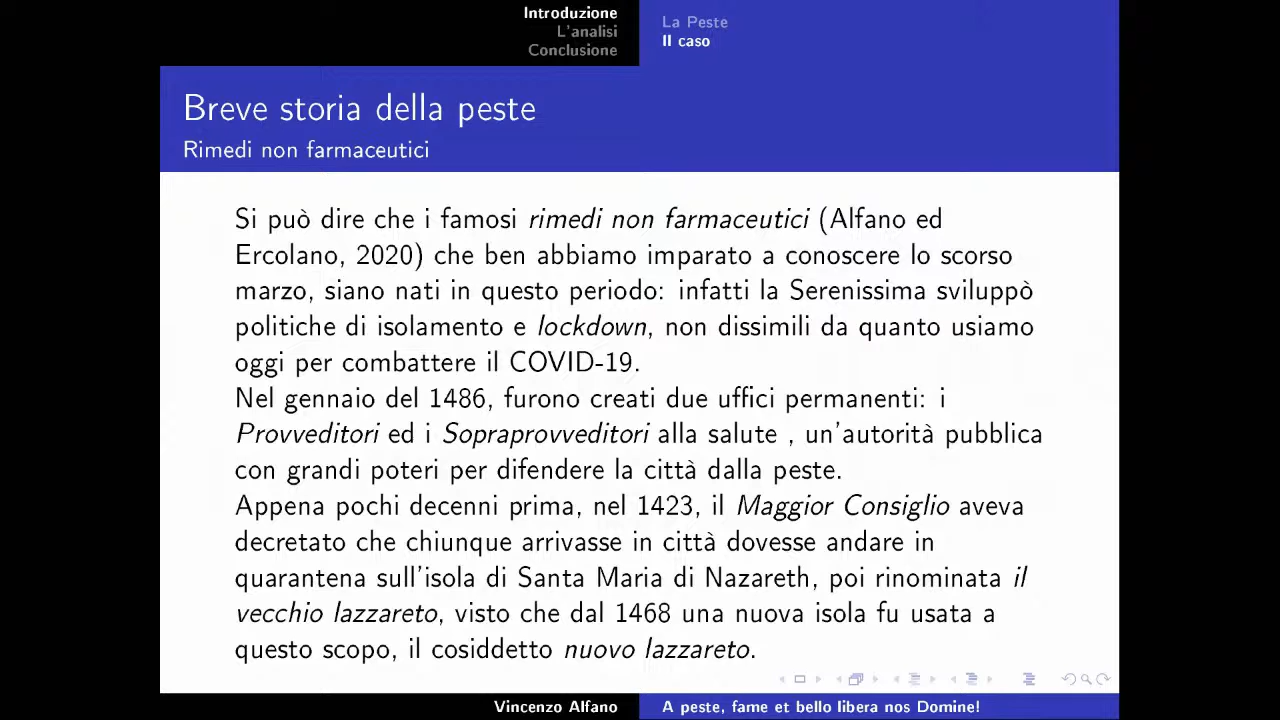 Introduzione
L'analisi
Conclusione
La Peste
Il caso
Breve storia della peste
Rimedi non farmaceutici
Si può dire che i famosi rimedi non farmaceutici (Alfano ed
Ercolano, 2020) che ben abbiamo imparato a conoscere lo scorso
marzo, siano nati in questo periodo: infatti la Serenissima sviluppò
politiche di isolamento e lockdown, non dissimili da quanto usiamo
oggi per combattere il COVID-19.
Nel gennaio del 1486, furono creati due uffici permanenti: i
Provveditori ed i Sopraprovveditori alla salute , un'autorità pubblica
con grandi poteri per difendere la città dalla peste.
Appena pochi decenni prima, nel 1423, il Maggior Consiglio aveva
decretato che chiunque arrivasse in città dovesse andare in
quarantena sull'isola di Santa Maria di Nazareth, poi rinominata il
vecchio lazzareto, visto che dal 1468 una nuova isola fu usata a
questo scopo, il cosiddetto nuovo lazzareto.
Vincenzo Alfano
A peste, fame et bello libera nos Domine!